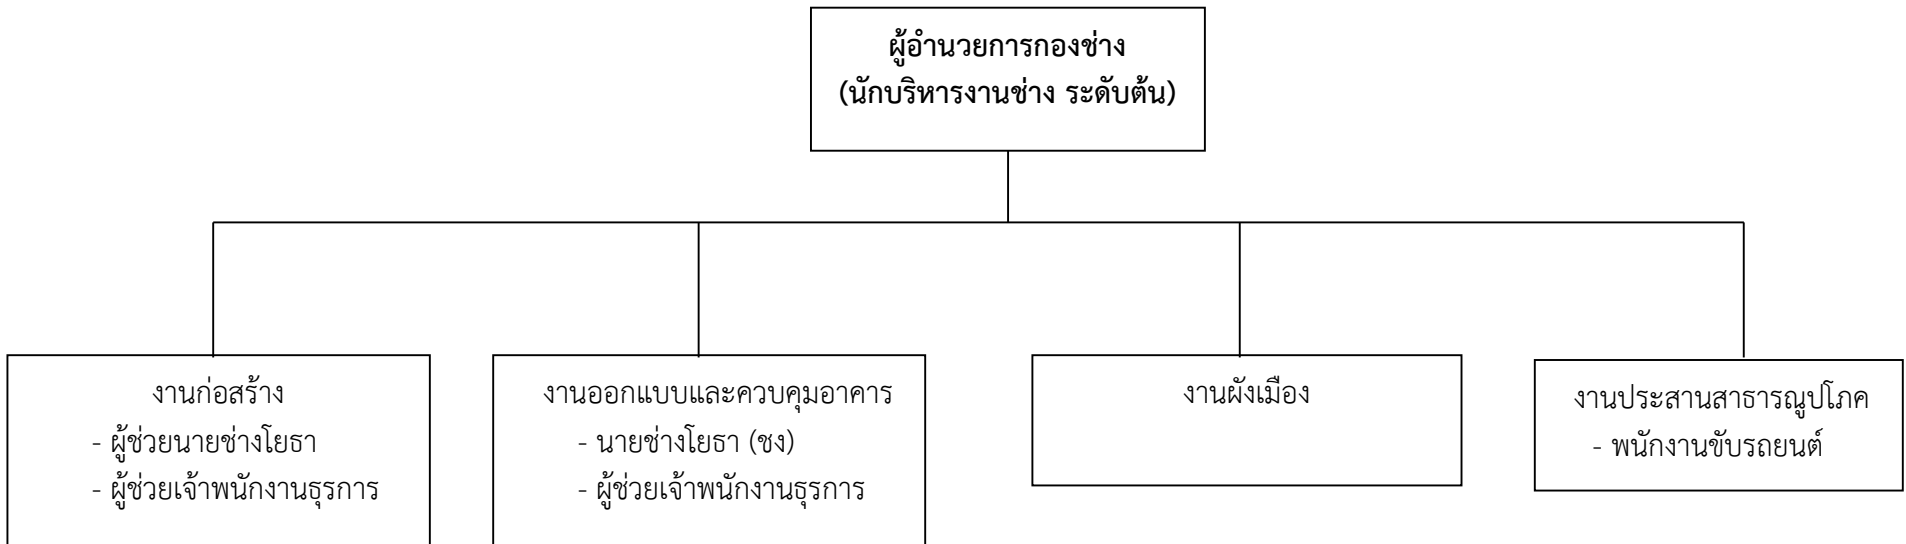 ผู้อำนวยการกองช่าง
(นักบริหารงานช่าง ระดับต้น)
งานก่อสร้าง
- ผู้ช่วยนายช่างโยธา
- ผู้ช่วยเจ้าพนักงานธุรการ
งานออกแบบและควบคุมอาคาร
- นายช่างโยธา (ชง)
- ผู้ช่วยเจ้าพนักงานธุรการ
งานผังเมือง
งานประสานสาธารณูปโภค
- พนักงานขับรถยนต์